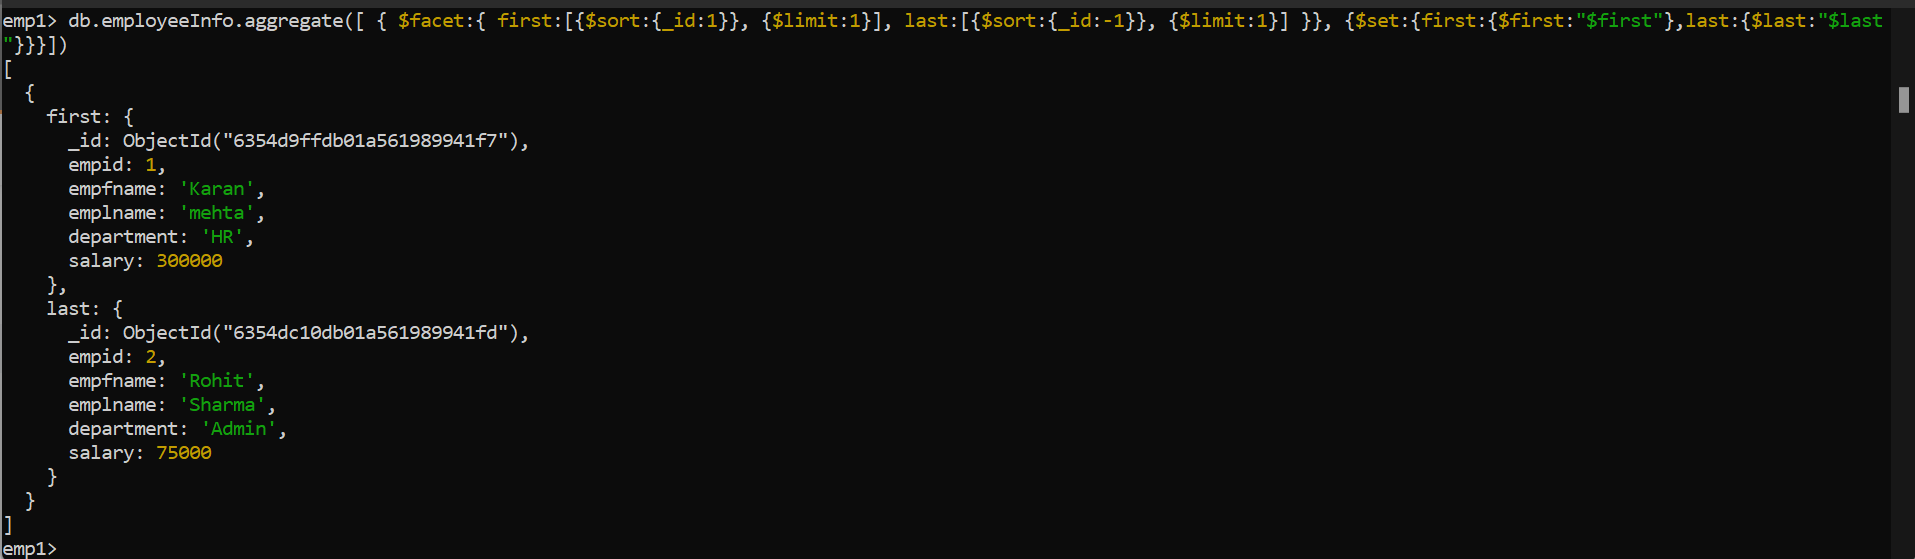 emp1> db.employeeInfo.aggregate([ { $facet:{ first:[{$sort:{_id:1}}, {$limit:1}], last:[{$sort:{_id:-1}}, {$limit:1}] }}, {$set:{first:{$first:"$first"},last:{$last:"$last
"}}}])
[
  {
    first: {
      _id: ObjectId("6354d9ffdb01a561989941f7"),
      empid: 1,
      empfname: 'Karan',
      emplname: 'mehta',
      department: 'HR',
      salary: 300000
    },
    last: {
      _id: ObjectId("6354dc10db01a561989941fd"),
      empid: 2,
      empfname: 'Rohit',
      emplname: 'Sharma',
      department: 'Admin',
      salary: 75000
    }
  }
]
emp1>